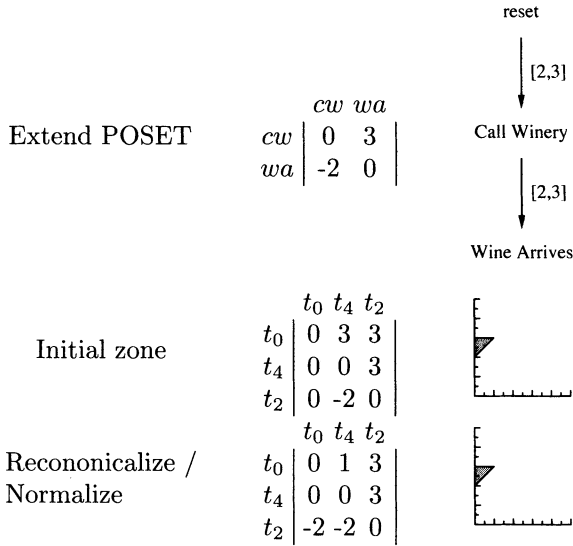 reset
[2,3]
cw wa
Extend POSET cw 0 3 Call Winery
wa -2 0
[2,3]
Wine Arrives
t0 t4 t2
t0 0 3 3
Initial zone t4 0 0 3
t2 0 -2 0
t0 t4 t2
Recononicalize / t0 0 1 3
Normalize t4 0 0 3
t2 -2 -2 0